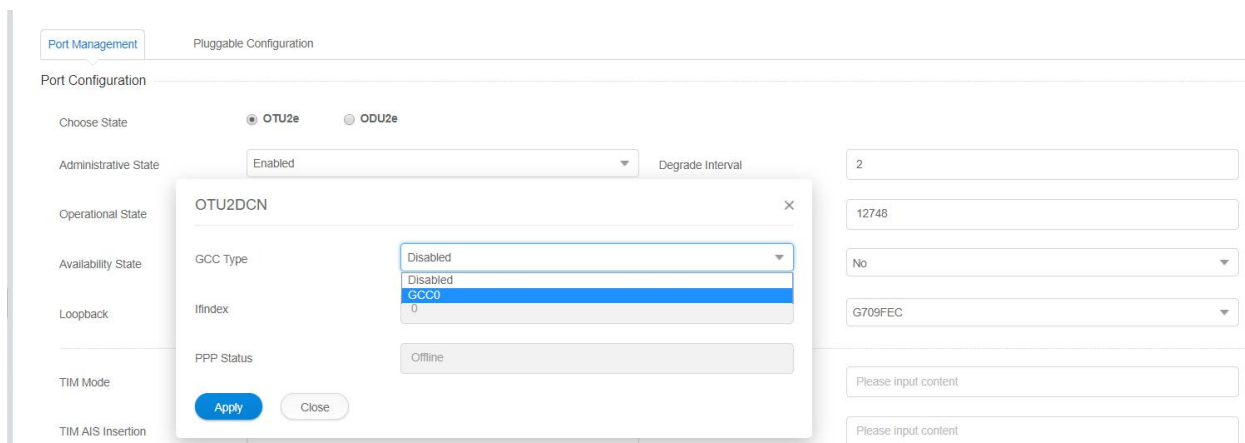 Port Management Pluggable Configuration
Port Configuration
Choose State OTU2e ODU2e
Administrative State Enabled Degrade Interval 2
OTU2DCN ×
Operational State 12748
GCC Type Disabled
Availability State No
Disabled
GCC0
Ifindex 0
Loopback G709FEC
PPP Status Offline
TIM Mode Please input content
Apply Close
TIM AIS Insertion Please input content